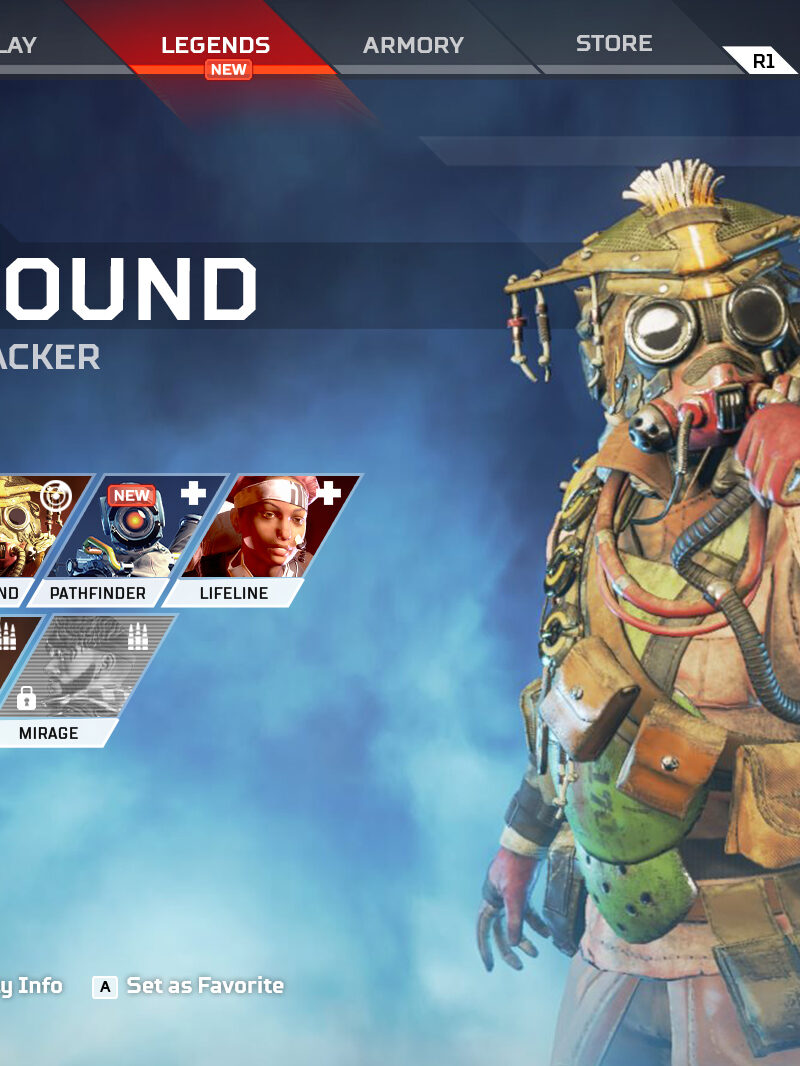 LAY
LEGENDS
ARMORY
STORE
NEW
R1
OUND
ACKER
NEW
ND
PATHFINDER
LIFELINE
MIRAGE
y Info
A Set as Favorite